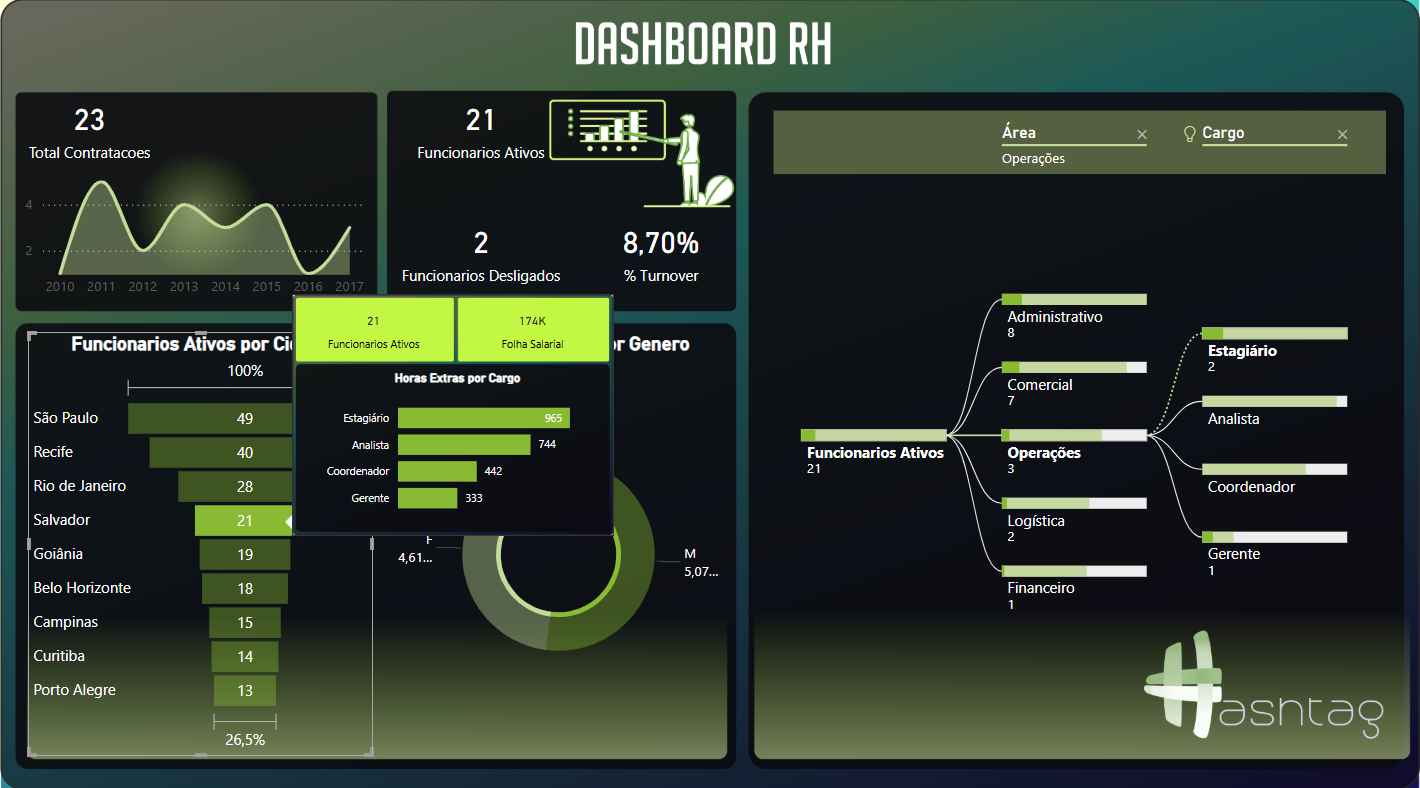 DASHBOARD RH
23
Total Contratacoes
4
2
2010 2011 2012 2013 2014 2015 2016 2017
21
Funcionarios Ativos
2
Funcionarios Desligados
8,70%
% Turnover
Funcionarios Ativos por Ci
100%
São Paulo 49
Recife 40
Rio de Janeiro 28
Salvador 21
Goiânia 19
Belo Horizonte 18
Campinas 15
Curitiba 14
Porto Alegre 13
26,5%
21
Funcionarios Ativos
174K
Folha Salarial
Horas Extras por Cargo
Estagiário 965
Analista 744
Coordenador 442
Gerente 333
Genero
F
4,61...
M
5,07...
Área
Operações
Cargo
Funcionarios Ativos
21
Administrativo
8
Comercial
7
Operações
3
Logística
2
Financeiro
1
Estagiário
2
Analista
Coordenador
Gerente
1
Hashtag